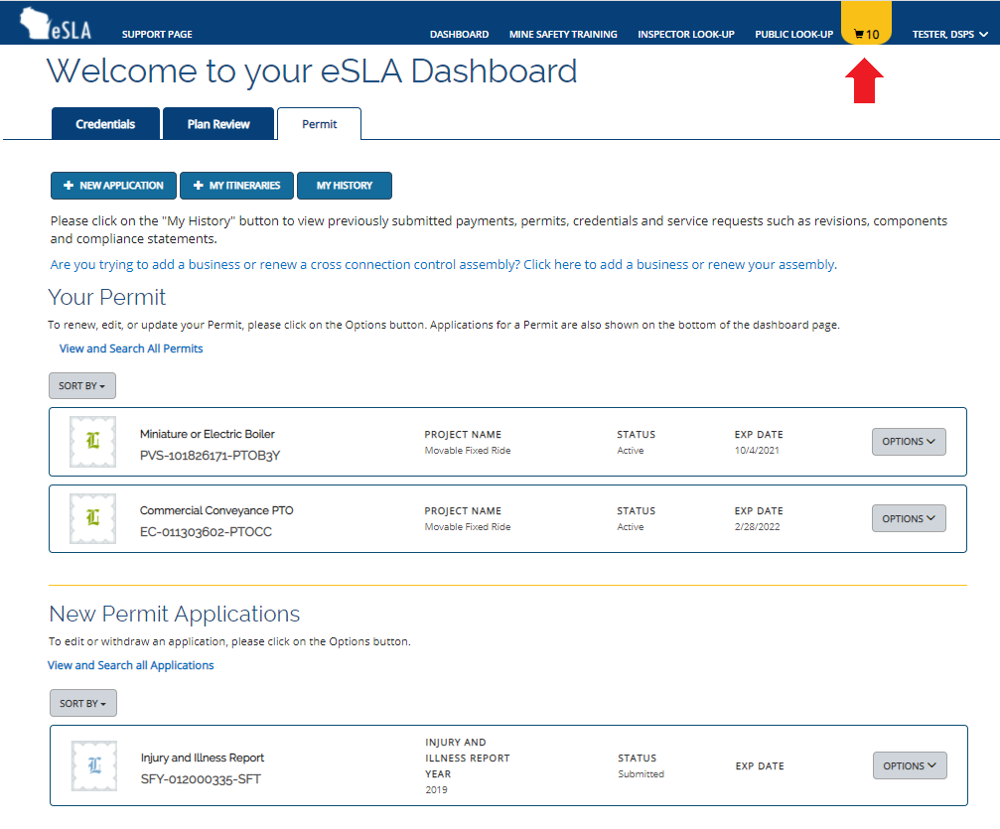 eSLA
SUPPORT PAGE
DASHBOARD
MINE SAFETY TRAINING
INSPECTOR LOOK-UP
PUBLIC LOOK-UP
10
TESTER, DSPS
Welcome to your eSLA Dashboard
Credentials
Plan Review
Permit
NEW APPLICATION
MY ITINERARIES
MY HISTORY
Please click on the "My History" button to view previously submitted payments, permits, credentials and service requests such as revisions, components
and compliance statements.
Are you trying to add a business or renew a cross connection control assembly? Click here to add a business or renew your assembly.
Your Permit
To renew, edit, or update your Permit, please click on the Options button. Applications for a Permit are also shown on the bottom of the dashboard page.
View and Search All Permits
SORT BY
L
Miniature or Electric Boiler
PVS-101826171-PTOB3Y
PROJECT NAME
Movable Fixed Ride
STATUS
Active
EXP DATE
10/4/2021
OPTIONS
L
Commercial Conveyance PTO
EC-011303602-PTOCC
PROJECT NAME
Movable Fixed Ride
STATUS
Active
EXP DATE
2/28/2022
OPTIONS
New Permit Applications
To edit or withdraw an application, please click on the Options button.
View and Search all Applications
SORT BY
L
Injury and Illness Report
SFY-012000335-SFT
INJURY AND
ILLNESS REPORT
YEAR
2019
STATUS
Submitted
EXP DATE
OPTIONS